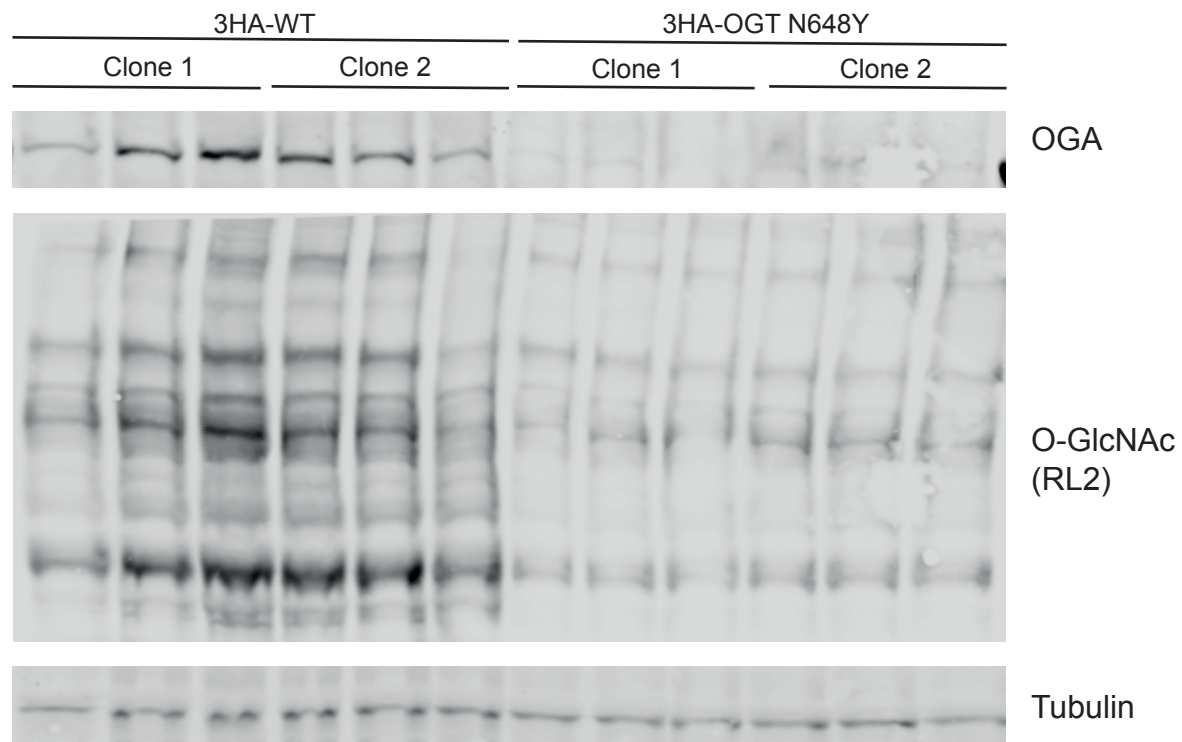 3HA-WT
3HA-OGT N648Y
Clone 1
Clone 2
Clone 1
Clone 2
OGA
O-GlcNAc
(RL2)
Tubulin